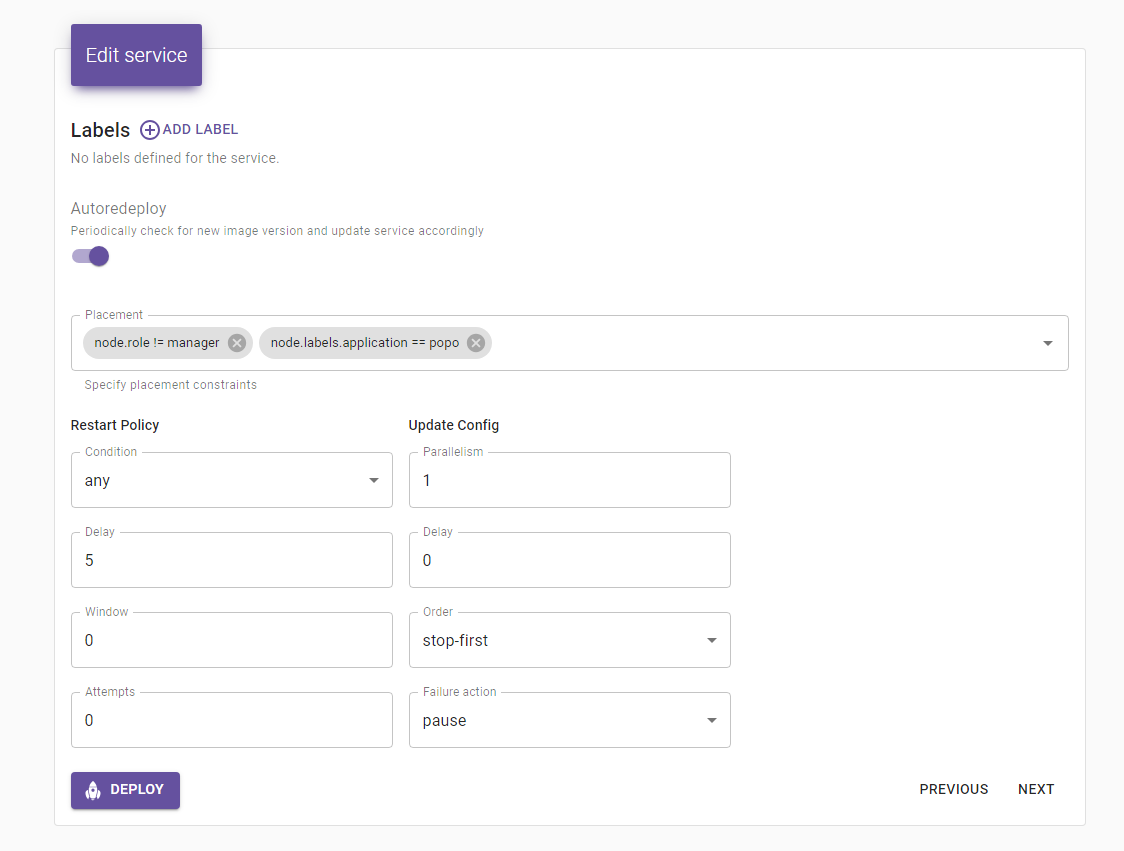 Edit service
Labels ADD LABEL
No labels defined for the service.
Autoredeploy
Periodically check for new image version and update service accordingly
Placement
node.role != manager node.labels.application == popo
Specify placement constraints
Restart Policy Update Config
Condition Parallelism
any 1
Delay Delay
5 0
Window Order
0 stop-first
Attempts Failure action
0 pause
DEPLOY PREVIOUS NEXT